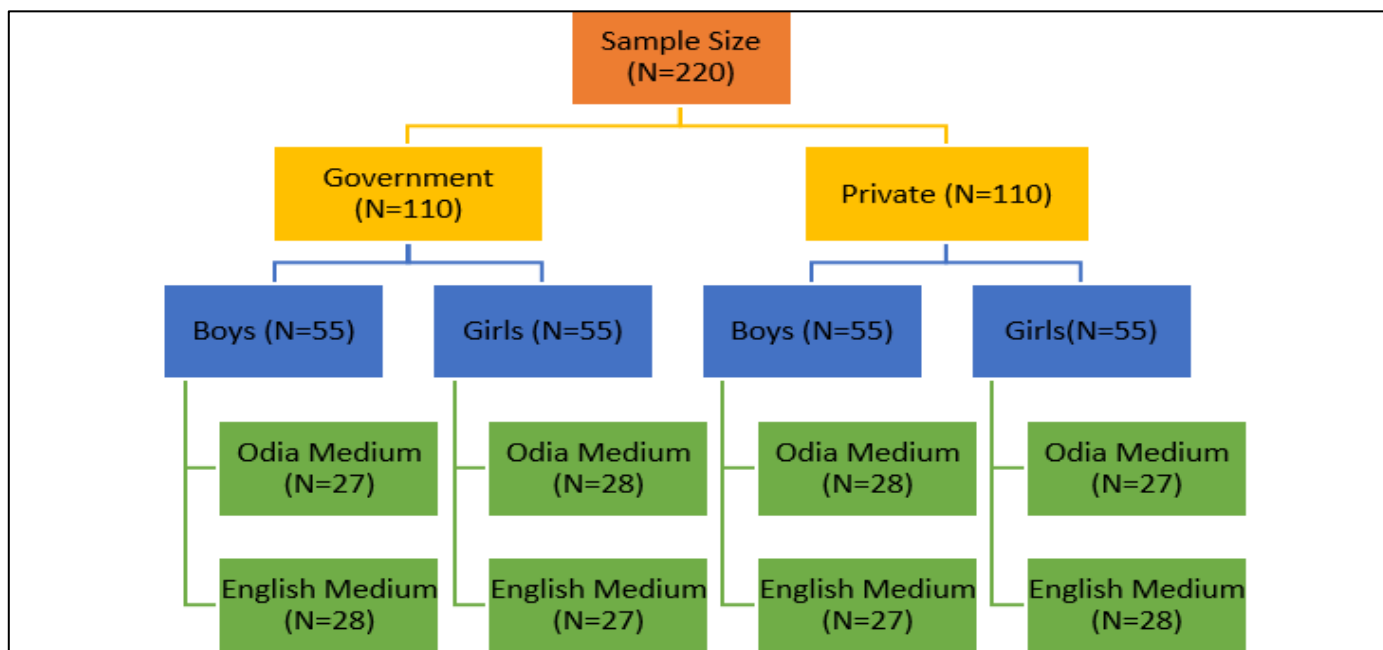 Sample Size
(N=220)
Government
(N=110)
Private (N=110)
Boys (N=55)
Girls (N=55)
Boys (N=55)
Girls(N=55)
Odia Medium
(N=27)
Odia Medium
(N=28)
Odia Medium
(N=28)
Odia Medium
(N=27)
English Medium
(N=28)
English Medium
(N=27)
English Medium
(N=27)
English Medium
(N=28)